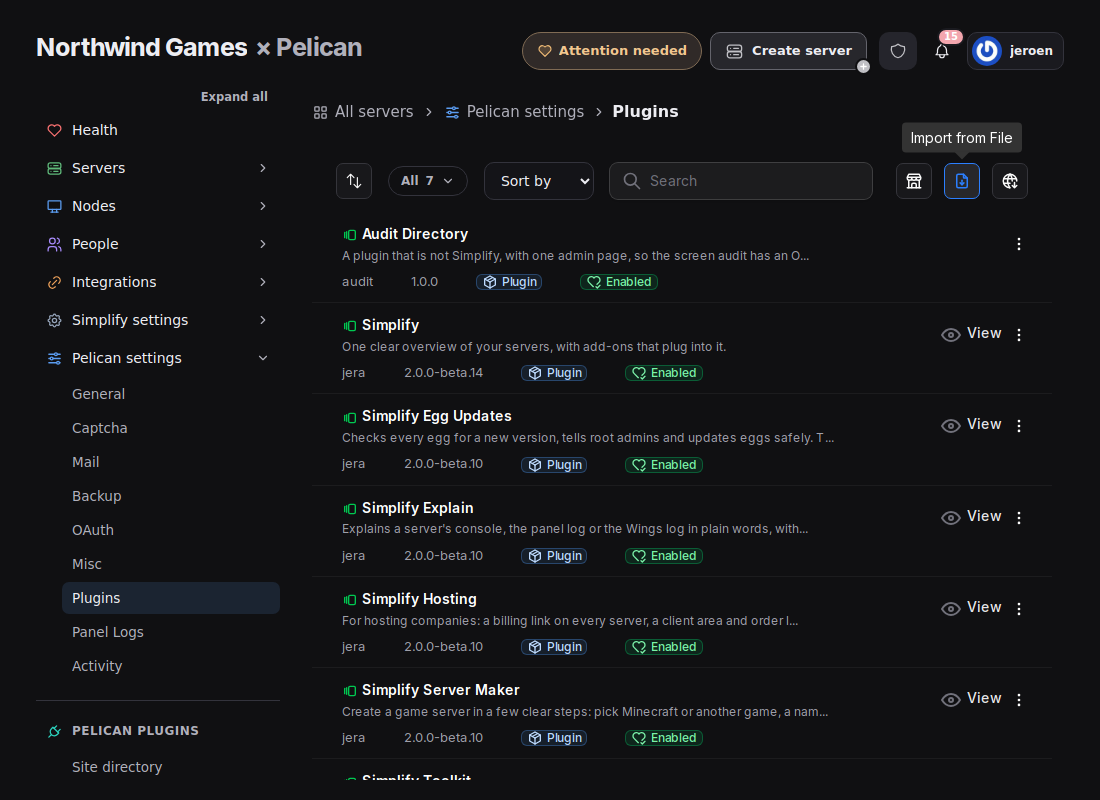 Northwind Games × Pelican
Attention needed
Create server
15
jeroen
Expand all
Health
Servers
Nodes
People
Integrations
Simplify settings
Pelican settings
General
Captcha
Mail
Backup
OAuth
Misc
Plugins
Panel Logs
Activity
PELICAN PLUGINS
Site directory
All servers > Pelican settings > Plugins
Import from File
All 7
Sort by
Search
Audit Directory
A plugin that is not Simplify, with one admin page, so the screen audit has an O...
audit 1.0.0 Plugin Enabled
Simplify
View
One clear overview of your servers, with add-ons that plug into it.
jera 2.0.0-beta.14 Plugin Enabled
Simplify Egg Updates
View
Checks every egg for a new version, tells root admins and updates eggs safely. T...
jera 2.0.0-beta.10 Plugin Enabled
Simplify Explain
View
Explains a server's console, the panel log or the Wings log in plain words, with...
jera 2.0.0-beta.10 Plugin Enabled
Simplify Hosting
View
For hosting companies: a billing link on every server, a client area and order l...
jera 2.0.0-beta.10 Plugin Enabled
Simplify Server Maker
View
Create a game server in a few clear steps: pick Minecraft or another game, a nam...
jera 2.0.0-beta.10 Plugin Enabled
Simplify Toolkit